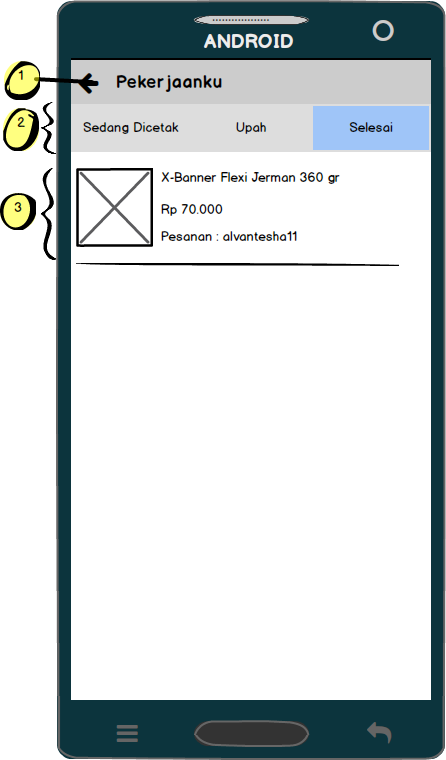 ANDROID
1
Pekerjaanku
2
Sedang Dicetak Upah Selesai
3
X-Banner Flexi Jerman 360 gr
Rp 70.000
Pesanan : alvantesha11